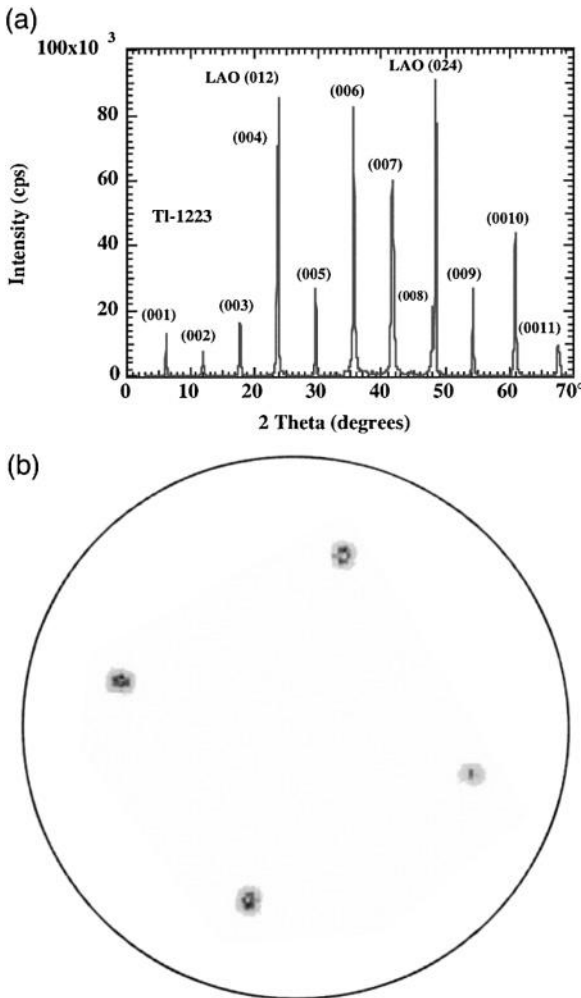 (a)
100x10 3
LAO (012)
LAO (024)
(006)
(004)
80
(007)
60
Intensity (cps)
Tl-1223
(0010)
40
(005)
(008)
(009)
(003)
20
(001)
(002)
(0011)
0
0 10 20 30 40 50 60 70°
2 Theta (degrees)
(b)